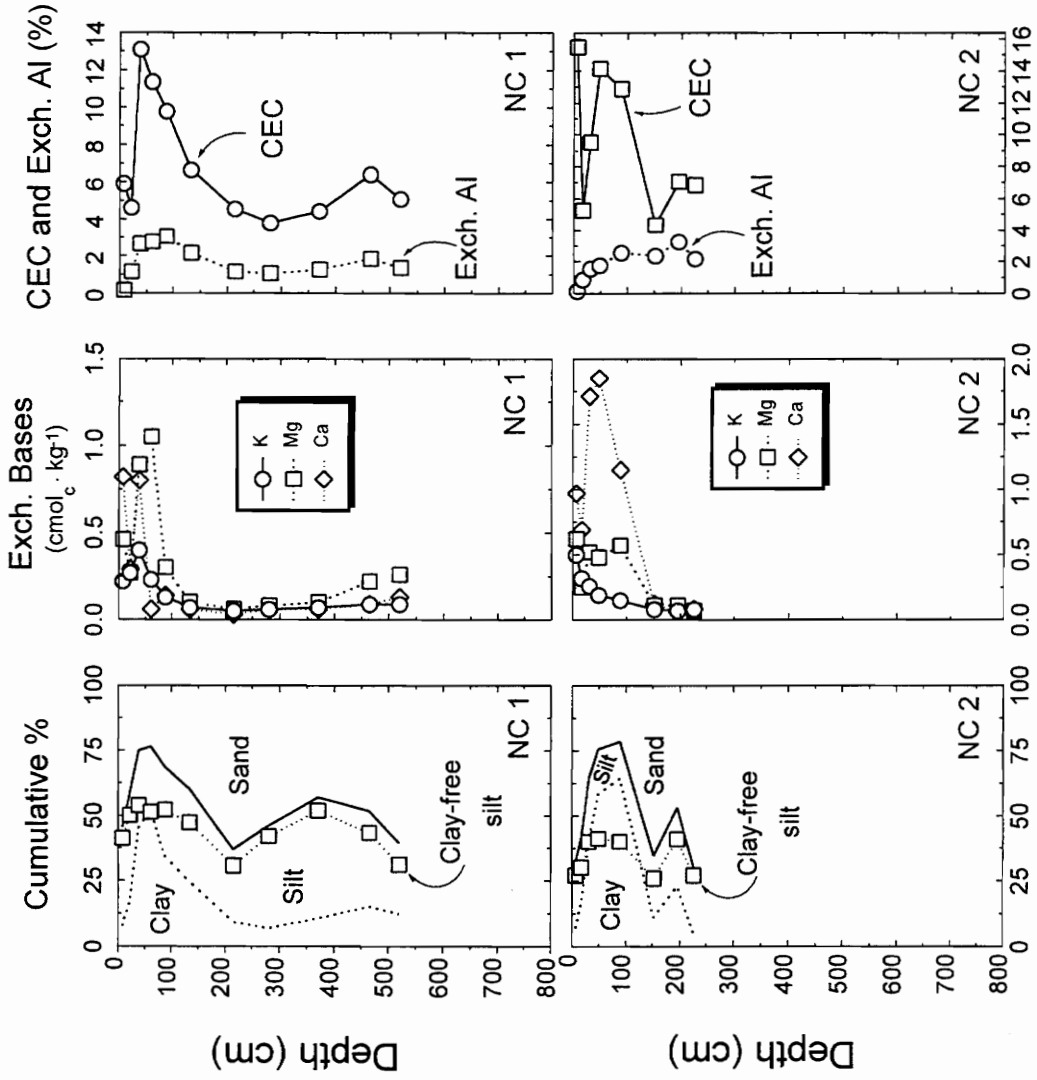 Cumulative %
0 25 50 75 100
Exch. Bases
(cmolc · kg-1)
0.0 0.5 1.0 1.5
CEC and Exch. Al (%)
0 2 4 6 8 10 12 14
Depth (cm)
0
100
200
300
400
500
600
700
Clay
Silt
Sand
Clay-free
silt
NC 1
K
Mg
Ca
NC 1
CEC
Exch. Al
NC 1
Depth (cm)
0
100
200
300
400
500
600
700
800
Clay
Silt
Sand
Clay-free
silt
NC 2
0 25 50 75 100
K
Mg
Ca
NC 2
0.0 0.5 1.0 1.5 2.0
CEC
Exch. Al
NC 2
0 2 4 6 8 10 12 14 16